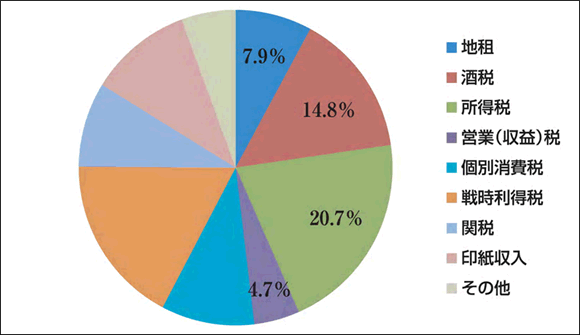 7.9%
14.8%
20.7%
4.7%
地租
酒税
所得税
営業(収益)税
個別消費税
戦時利得税
関税
印紙収入
その他